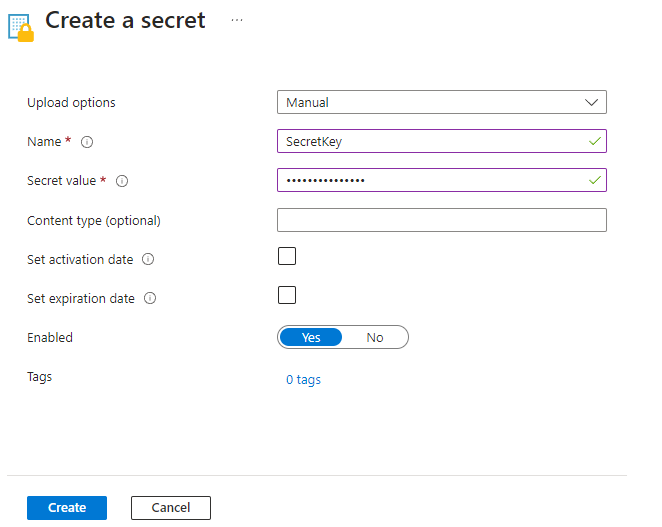 Create a secret ...
Upload options Manual
Name * SecretKey
Secret value * •••••••••••••••
Content type (optional)
Set activation date
Set expiration date
Enabled Yes No
Tags 0 tags
Create Cancel